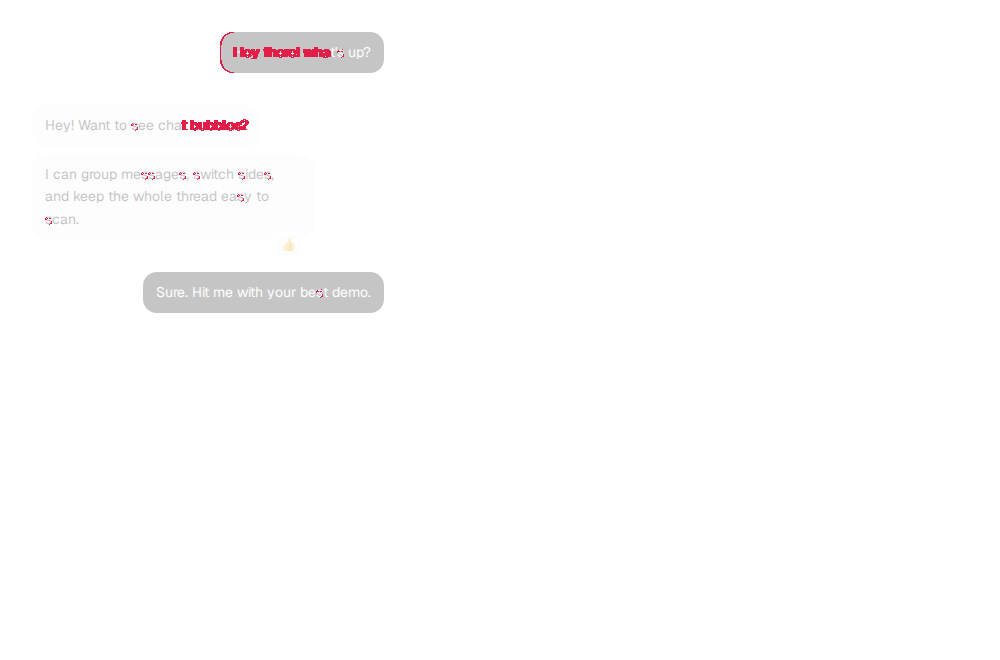 Hey there! what's up?
Hey! Want to see chat bubbles?
I can group messages, switch sides,
and keep the whole thread easy to
scan.
Sure. Hit me with your best demo.